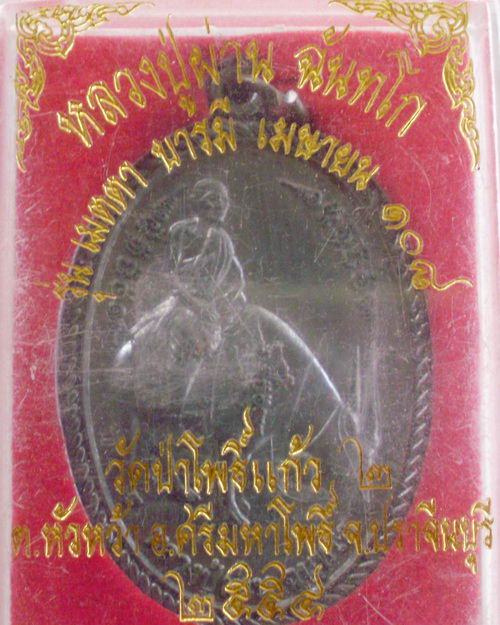 หลวงปู่ผ่าน ฉันทโก
รุ่น เมตตา บารมี เมษายน ๑๐๘
วัดป่าโพธิ์แก้ว ๒
ต.หัวหว้า อ.ศรีมหาโพธิ์ จ.ปราจีนบุรี
๒๕๕๔